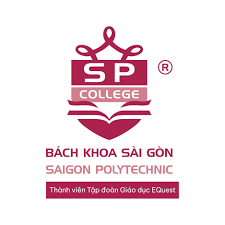 SP
®
COLLEGE
BÁCH KHOA SÀI GÒN
SAIGON POLYTECHNIC
Thành viên Tập đoàn Giáo dục EQuest